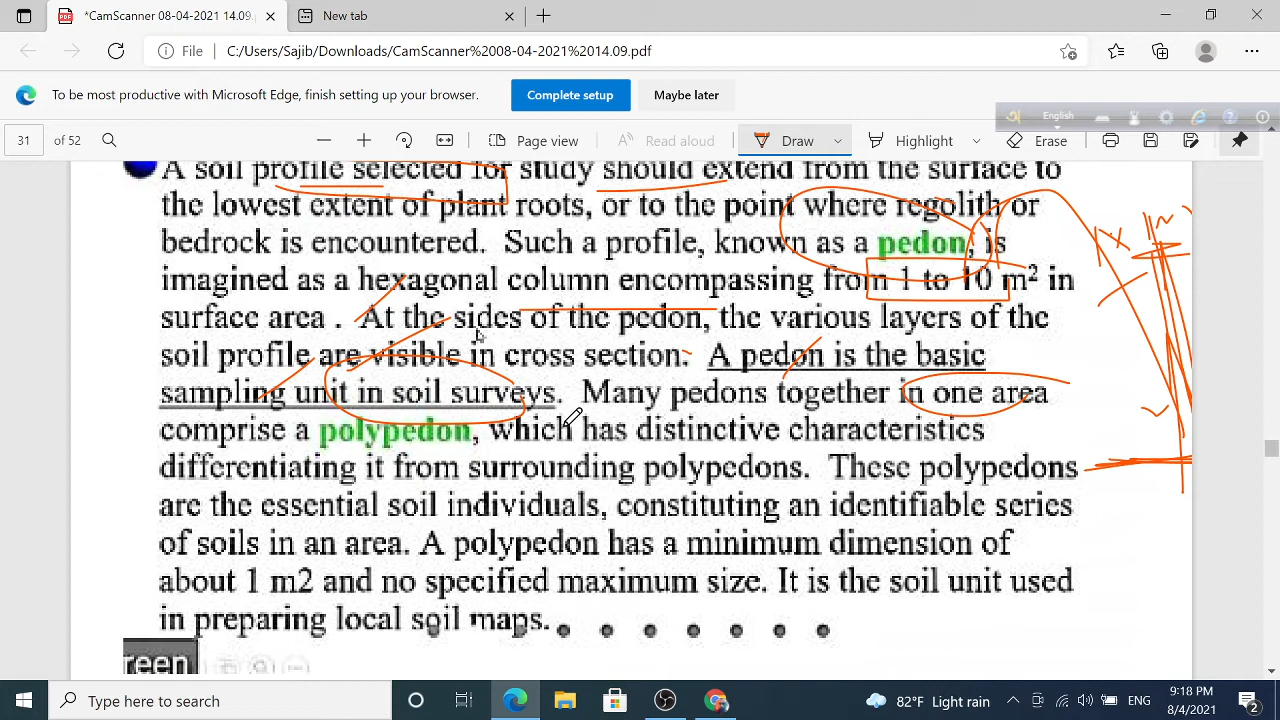 *CamScanner 08-04-2021 14.09.
New tab
File
C:/Users/Sajib/Downloads/CamScanner%2008-04-2021%2014.09.pdf
To be most productive with Microsoft Edge, finish setting up your browser.
Complete setup
Maybe later
English
31 of 52
Page view
Read aloud
Draw
Highlight
Erase
A soil profile selected for study should extend from the surface to
the lowest extent of plant roots, or to the point where regolith or
bedrock is encountered. Such a profile, known as a pedon, is
imagined as a hexagonal column encompassing from 1 to 10 m² in
surface area . At the sides of the pedon, the various layers of the
soil profile are visible in cross section. A pedon is the basic
sampling unit in soil surveys. Many pedons together in one area
comprise a polypedon, which has distinctive characteristics
differentiating it from surrounding polypedons. These polypedons
are the essential soil individuals, constituting an identifiable series
of soils in an area. A polypedon has a minimum dimension of
about 1 m2 and no specified maximum size. It is the soil unit used
in preparing local soil maps.
reen
Type here to search
82°F Light rain
ENG
9:18 PM
8/4/2021
2